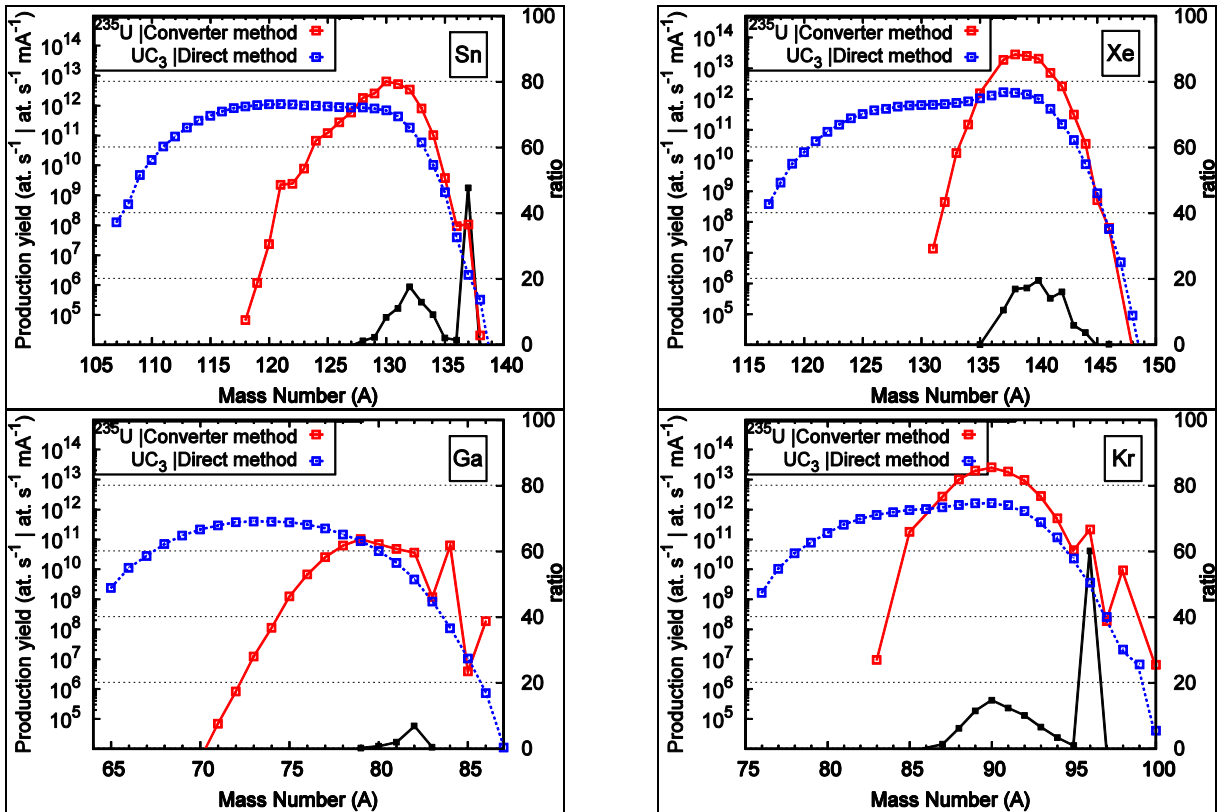 ²³⁵U |Converter method
UC₃ |Direct method
Sn
Production yield (at. s⁻¹ | at. s⁻¹ mA⁻¹)
10¹⁴
10¹³
10¹²
10¹¹
10¹⁰
10⁹
10⁸
10⁷
10⁶
10⁵
100
80
60
40
20
0
ratio
105 110 115 120 125 130 135 140
Mass Number (A)
²³⁵U |Converter method
UC₃ |Direct method
Xe
Production yield (at. s⁻¹ | at. s⁻¹ mA⁻¹)
10¹⁴
10¹³
10¹²
10¹¹
10¹⁰
10⁹
10⁸
10⁷
10⁶
10⁵
100
80
60
40
20
0
ratio
115 120 125 130 135 140 145 150
Mass Number (A)
²³⁵U |Converter method
UC₃ |Direct method
Ga
Production yield (at. s⁻¹ | at. s⁻¹ mA⁻¹)
10¹⁴
10¹³
10¹²
10¹¹
10¹⁰
10⁹
10⁸
10⁷
10⁶
10⁵
100
80
60
40
20
0
ratio
65 70 75 80 85
Mass Number (A)
²³⁵U |Converter method
UC₃ |Direct method
Kr
Production yield (at. s⁻¹ | at. s⁻¹ mA⁻¹)
10¹⁴
10¹³
10¹²
10¹¹
10¹⁰
10⁹
10⁸
10⁷
10⁶
10⁵
100
80
60
40
20
0
ratio
75 80 85 90 95 100
Mass Number (A)